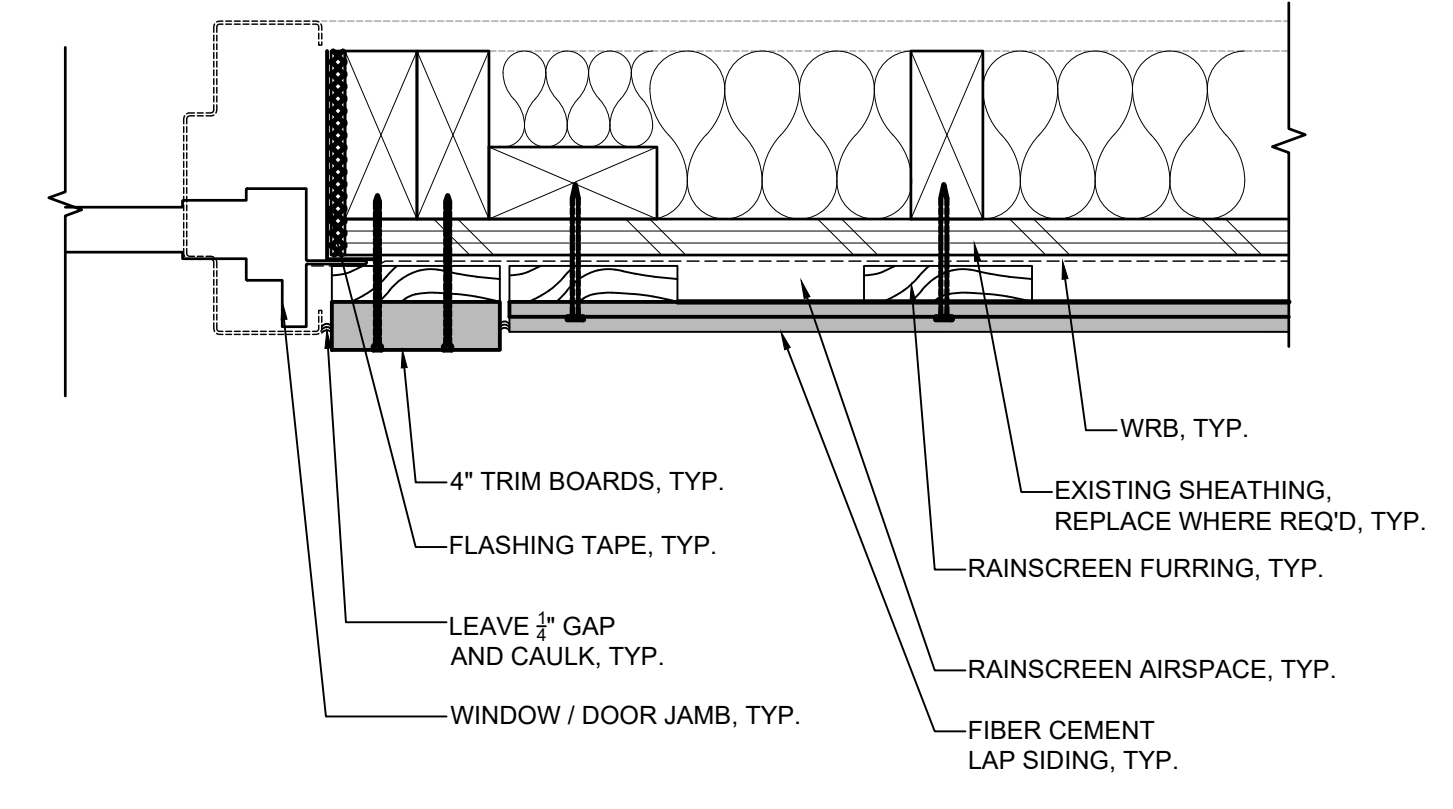 4" TRIM BOARDS, TYP.
FLASHING TAPE, TYP.
LEAVE 1/4" GAP
AND CAULK, TYP.
WINDOW / DOOR JAMB, TYP.
WRB, TYP.
EXISTING SHEATHING,
REPLACE WHERE REQ'D, TYP.
RAINSCREEN FURRING, TYP.
RAINSCREEN AIRSPACE, TYP.
FIBER CEMENT
LAP SIDING, TYP.